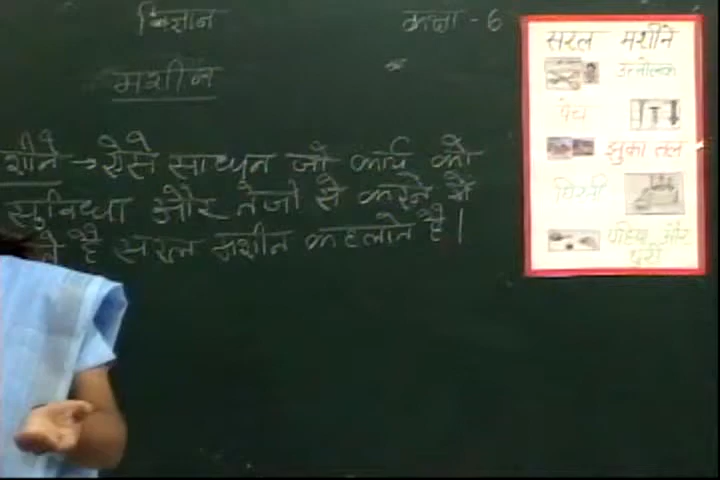 विज्ञान
कक्षा - 6
मशीन
शीने → ऐसे साधन जो कार्य को
सुविधा और तेजी से करने में
है सरल मशीन कहलाते है।
सरल मशीने
उत्तोलक
पेच
झुका तल
घिरनी
पहिया और
धुरी